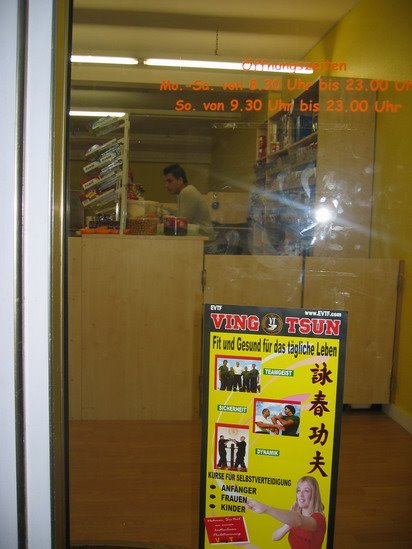 Öffnungszeiten
Mo.-Sa. von 8.30 Uhr bis 23.00 Uhr
So. von 9.30 Uhr bis 23.00 Uhr
EVTF
www.EVTF.com
VING VT TSUN
Fit und Gesund für das tägliche Leben
TEAMGEIST
SICHERHEIT
DYNAMIK
詠春功夫
KURSE FÜR SELBSTVERTEIDIGUNG
• ANFÄNGER
• FRAUEN
• KINDER